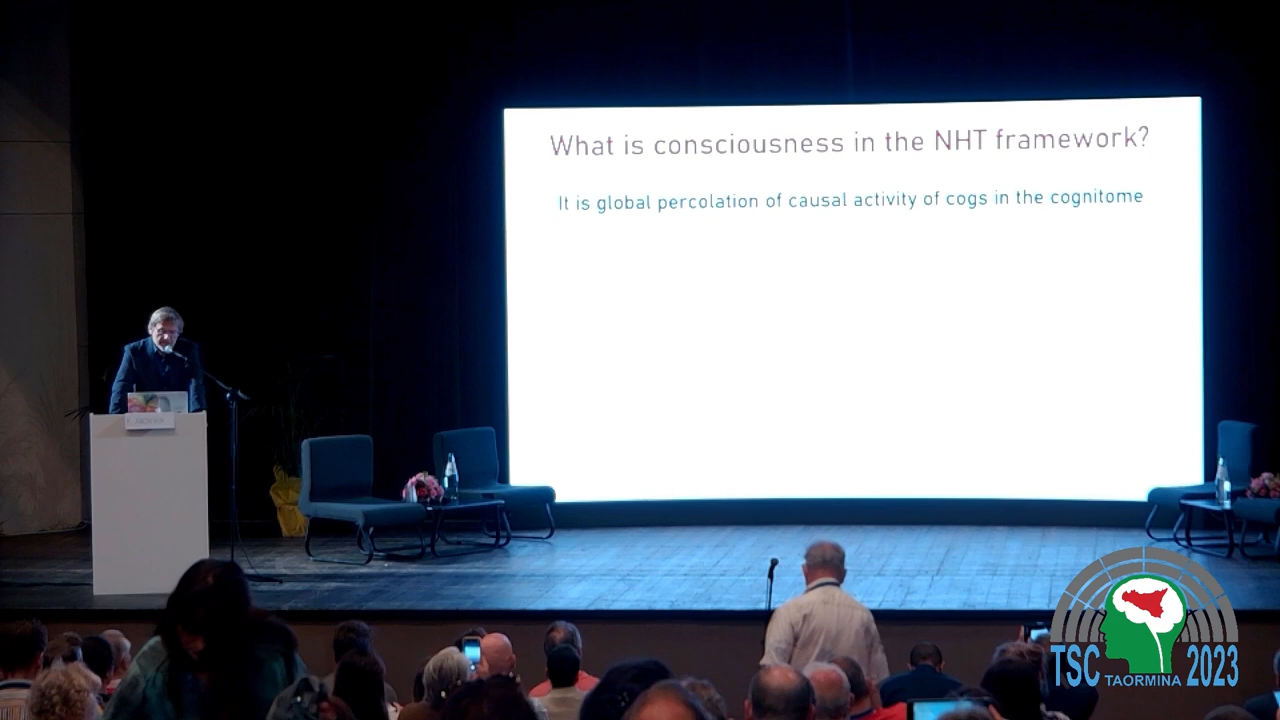 What is consciousness in the NHT framework?
It is global percolation of causal activity of cogs in the cognitome
TSC TAORMINA 2023